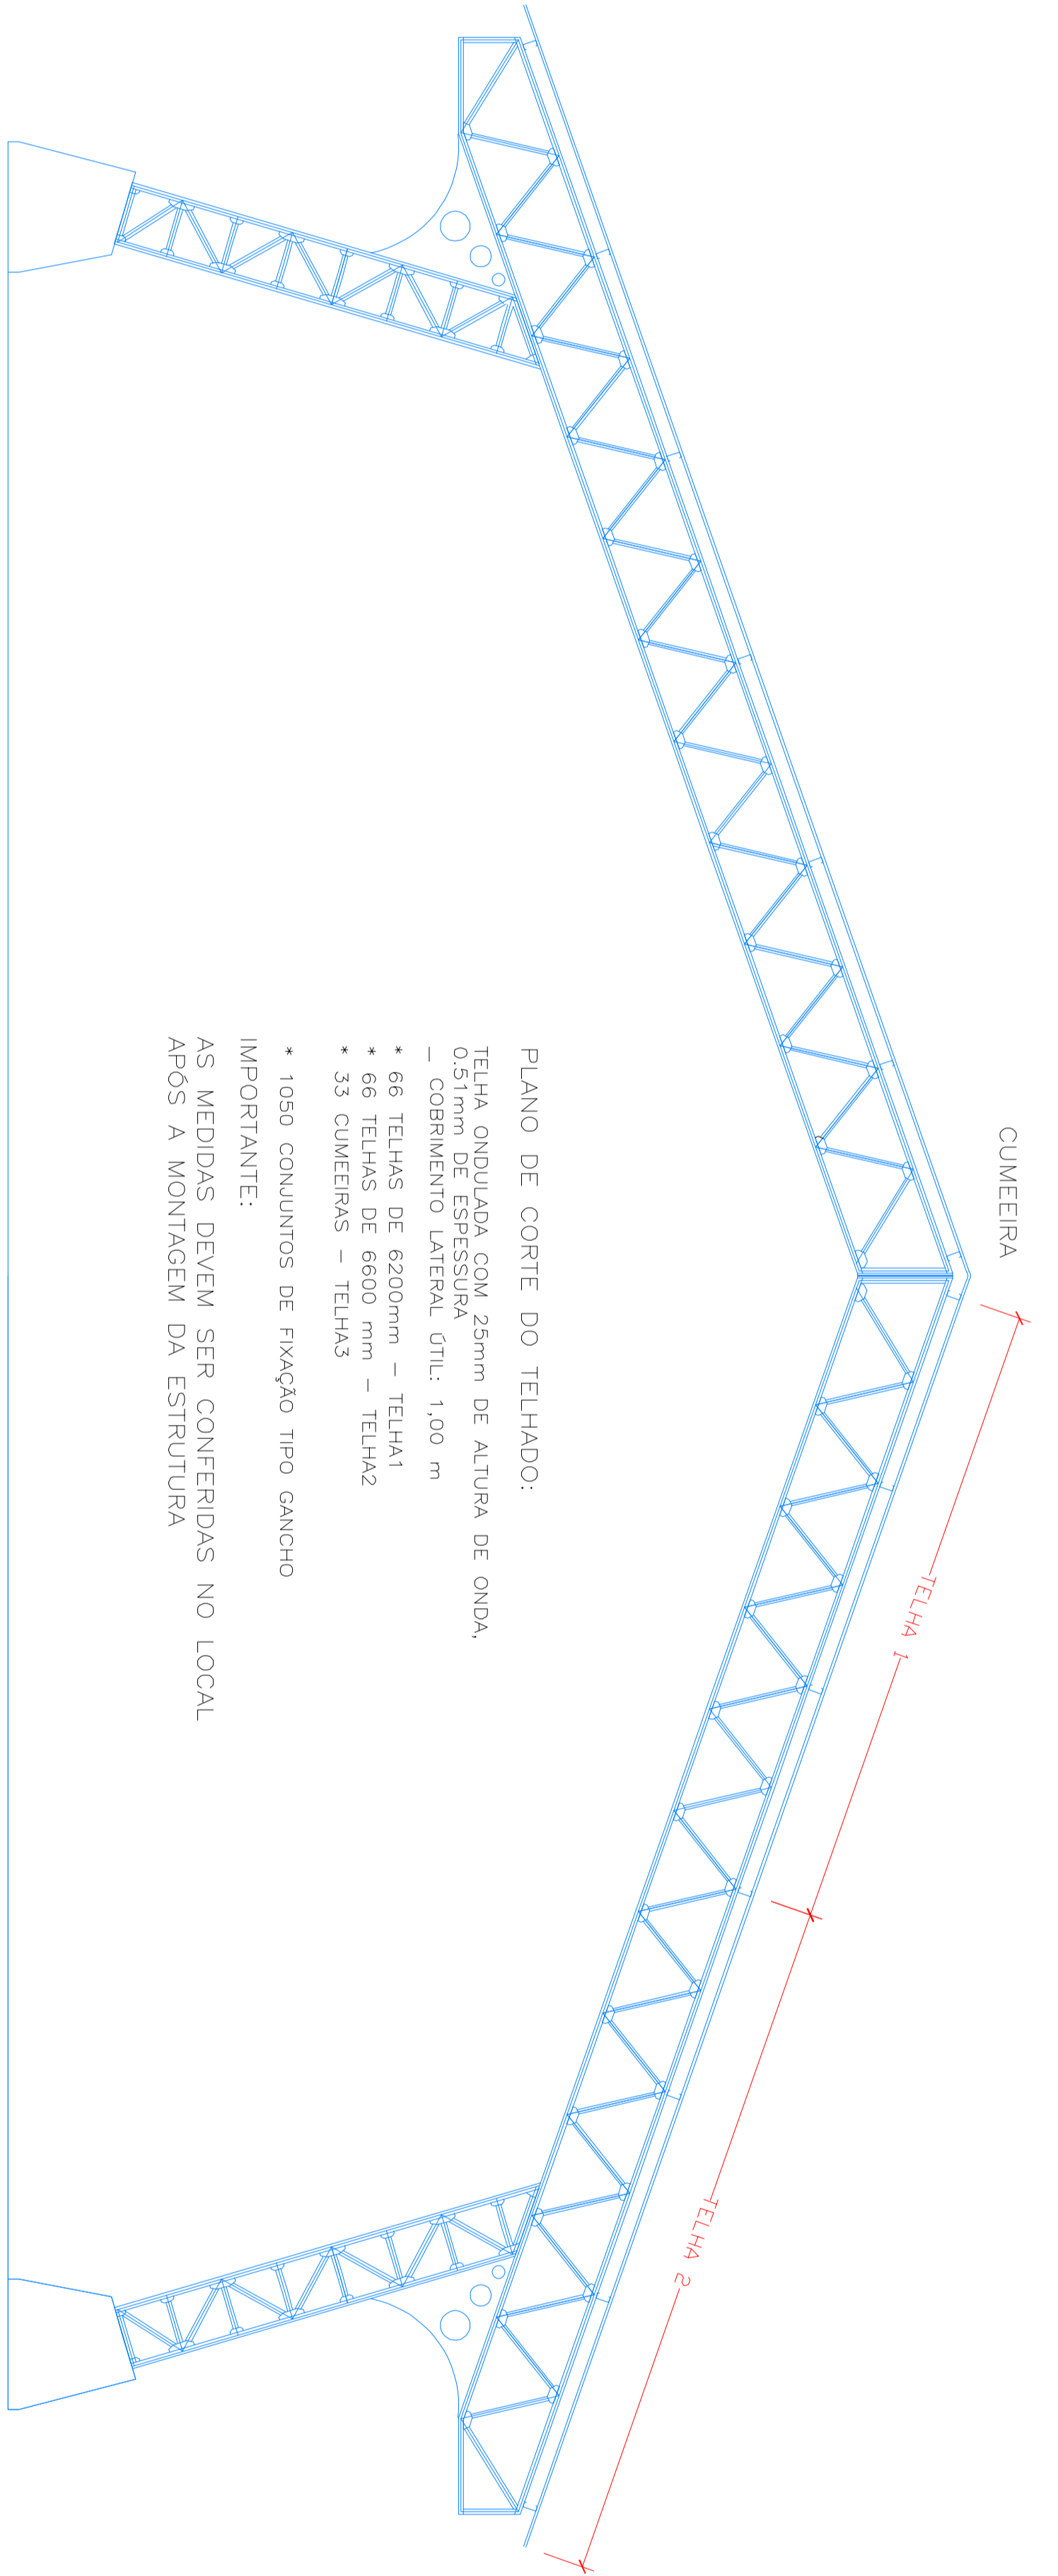 CUMEEIRA
TELHA 1
TELHA 2
PLANO DE CORTE DO TELHADO:
TELHA ONDULADA COM 25mm DE ALTURA DE ONDA,
0.51mm DE ESPESSURA
– COBRIMENTO LATERAL ÚTIL: 1,00 m
* 66 TELHAS DE 6200mm – TELHA1
* 66 TELHAS DE 6600 mm – TELHA2
* 33 CUMEEIRAS – TELHA3
* 1050 CONJUNTOS DE FIXAÇÃO TIPO GANCHO
IMPORTANTE:
AS MEDIDAS DEVEM SER CONFERIDAS NO LOCAL
APÓS A MONTAGEM DA ESTRUTURA